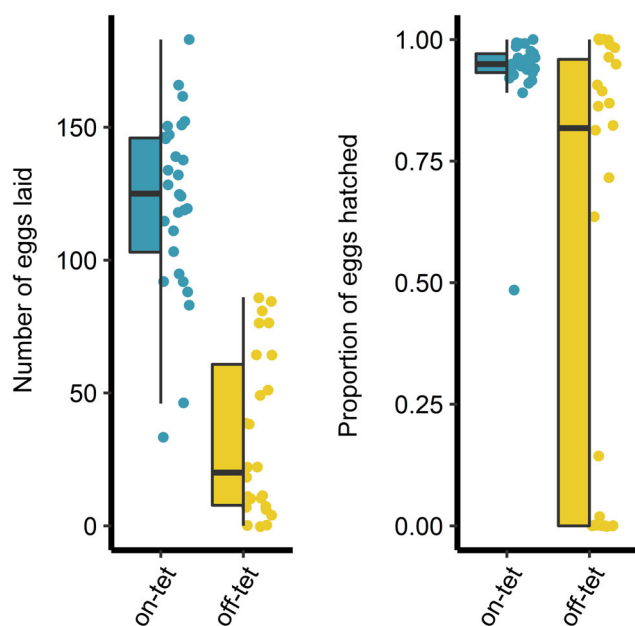 Number of eggs laid
150
100
50
0
on-tet
off-tet
Proportion of eggs hatched
1.00
0.75
0.50
0.25
0.00
on-tet
off-tet